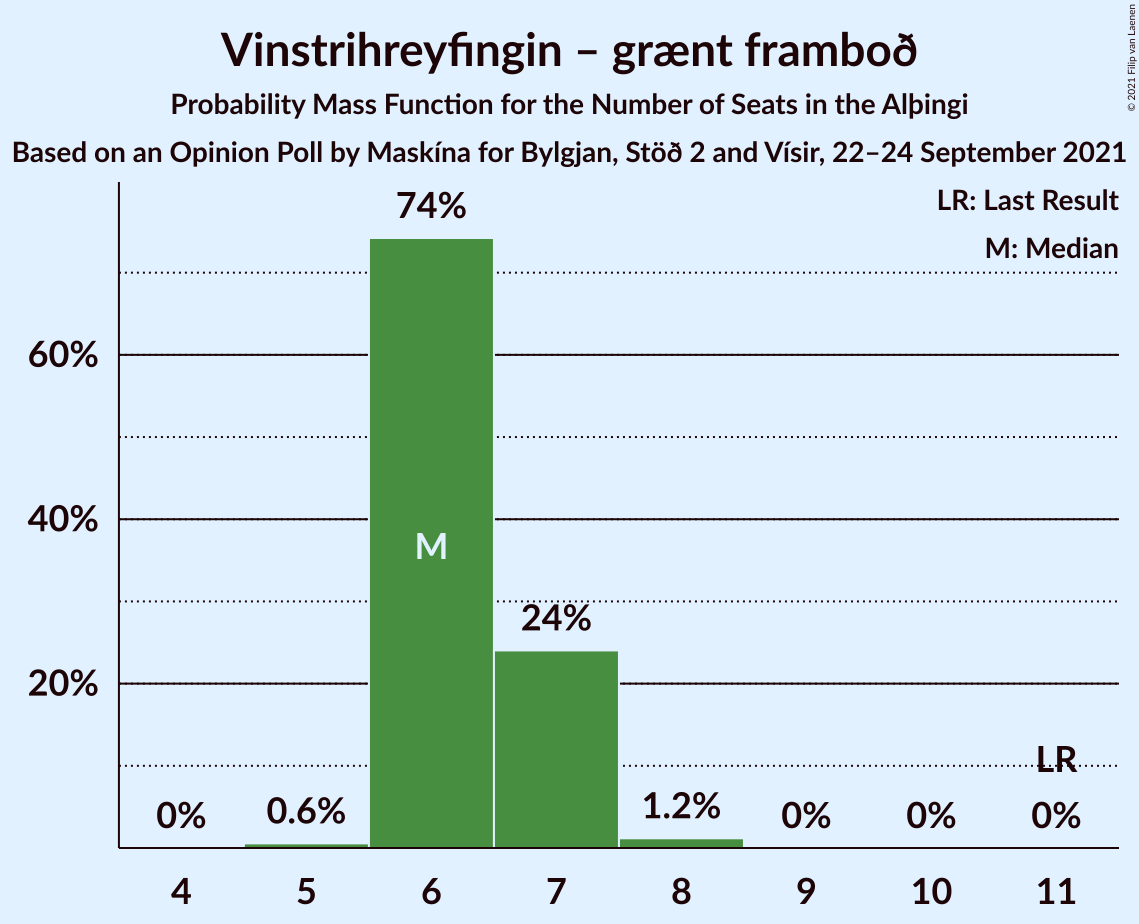 Vinstrihreyfingin – grænt framboð
Probability Mass Function for the Number of Seats in the Alþingi
Based on an Opinion Poll by Maskína for Bylgjan, Stöð 2 and Vísir, 22–24 September 2021
© 2021 Filip van Laenen
LR: Last Result
M: Median
74%
60%
40%
M
24%
20%
LR
0% 0.6% 1.2% 0% 0% 0%
4 5 6 7 8 9 10 11